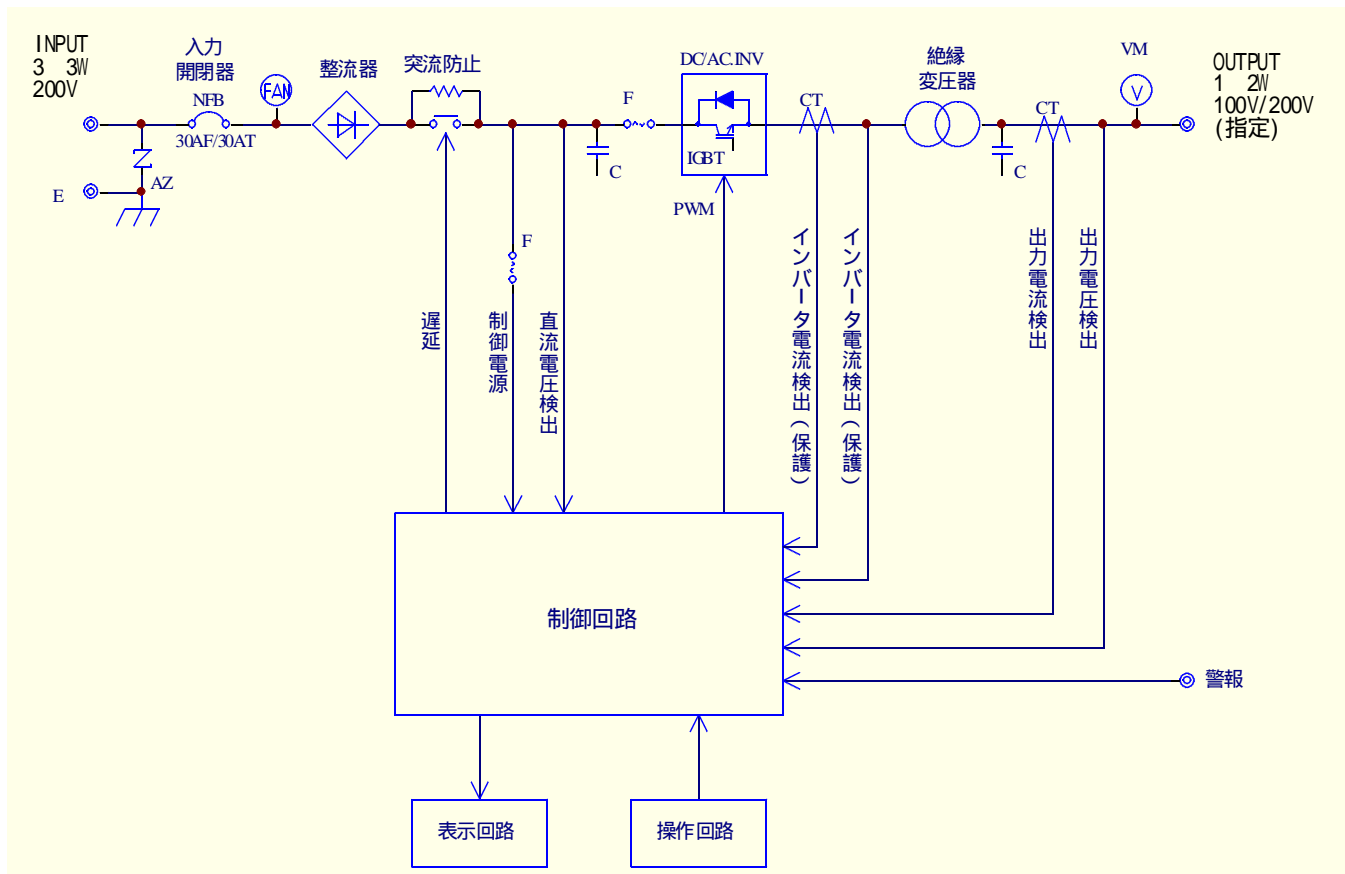 INPUT
3 3W
200V
入力
開閉器
NFB
30AF/30AT
FAN
整流器
突流防止
F
C
DC/AC.INV
IGBT
PWM
CT
絶縁
変圧器
C
CT
VM
V
OUTPUT
1 2W
100V/200V
(指定)
E
AZ
F
遅延
制御電源
直流電圧検出
インバータ電流検出(保護)
インバータ電流検出(保護)
出力電流検出
出力電圧検出
制御回路
警報
表示回路
操作回路